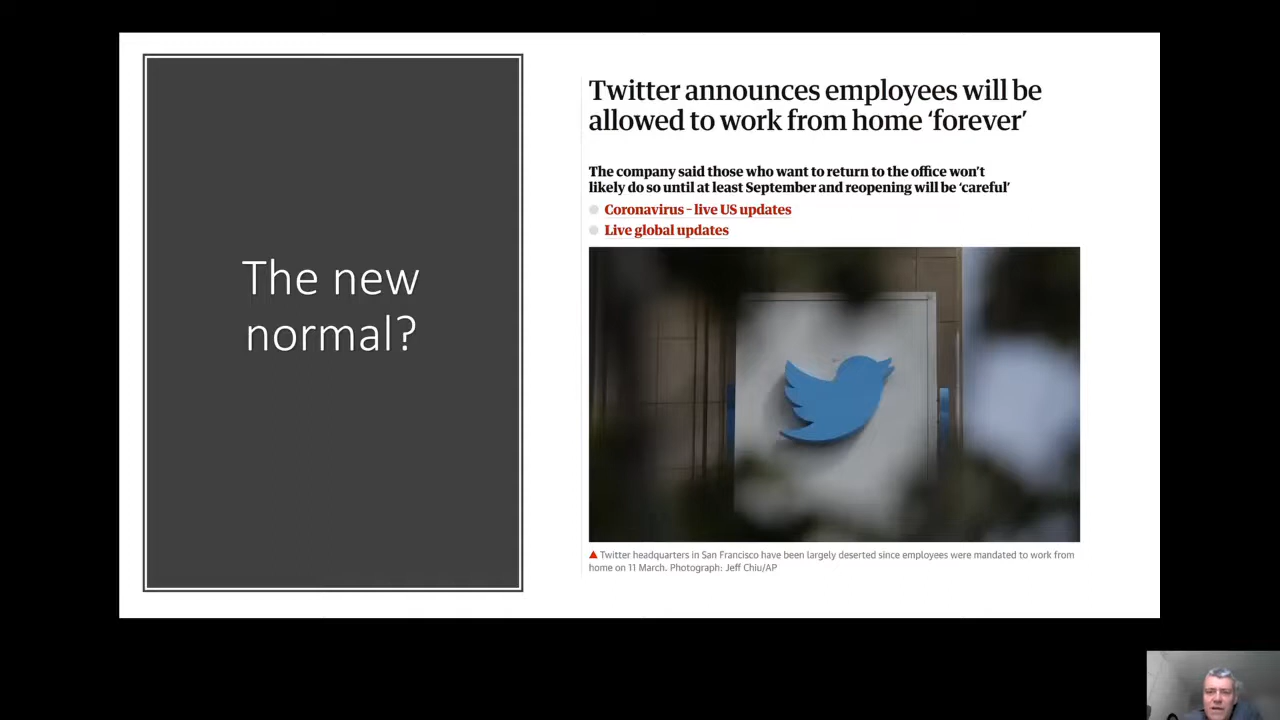 The new
normal?
Twitter announces employees will be
allowed to work from home ‘forever’
The company said those who want to return to the office won’t
likely do so until at least September and reopening will be ‘careful’
Coronavirus – live US updates
Live global updates
Twitter headquarters in San Francisco have been largely deserted since employees were mandated to work from
home on 11 March. Photograph: Jeff Chiu/AP